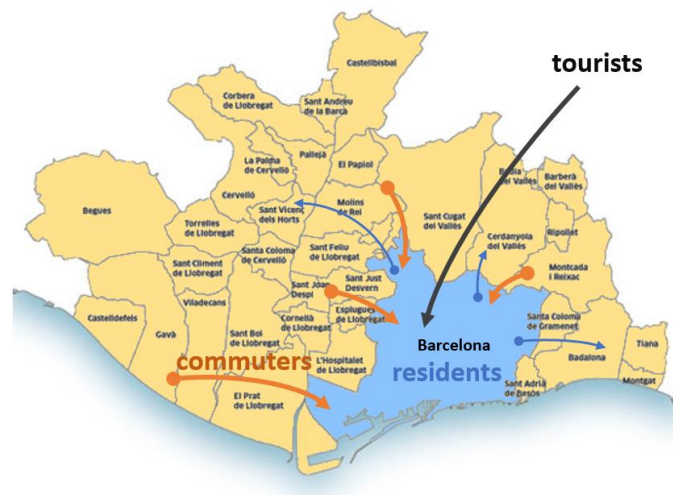 Castellbisbal
tourists
Corbera
de Llobregat
Sant Andreu
de la Barca
Pallejà
El Papiol
La Palma
de Cervelló
Badia
del Vallès
Barberà
del Vallès
Cervelló
Molins
de Rei
Begues
Sant Vicenç
dels Horts
Sant Cugat
del Vallès
Ripollet
Torrelles
de Llobregat
Cerdanyola
del Vallès
Santa Coloma
de Cervelló
Sant Feliu
de Llobregat
Sant Climent
de Llobregat
Montcada
i Reixac
Sant Joan
Despí
Sant Just
Desvern
Viladecans
Castelldefels
Gavà
Sant Boi
de Llobregat
Cornellà
de Llobregat
Esplugues
de Llobregat
Santa Coloma
de Gramenet
Tiana
Barcelona
Badalona
commuters
L'Hospitalet
de Llobregat
residents
Sant Adrià
de Besòs
Montgat
El Prat
de Llobregat